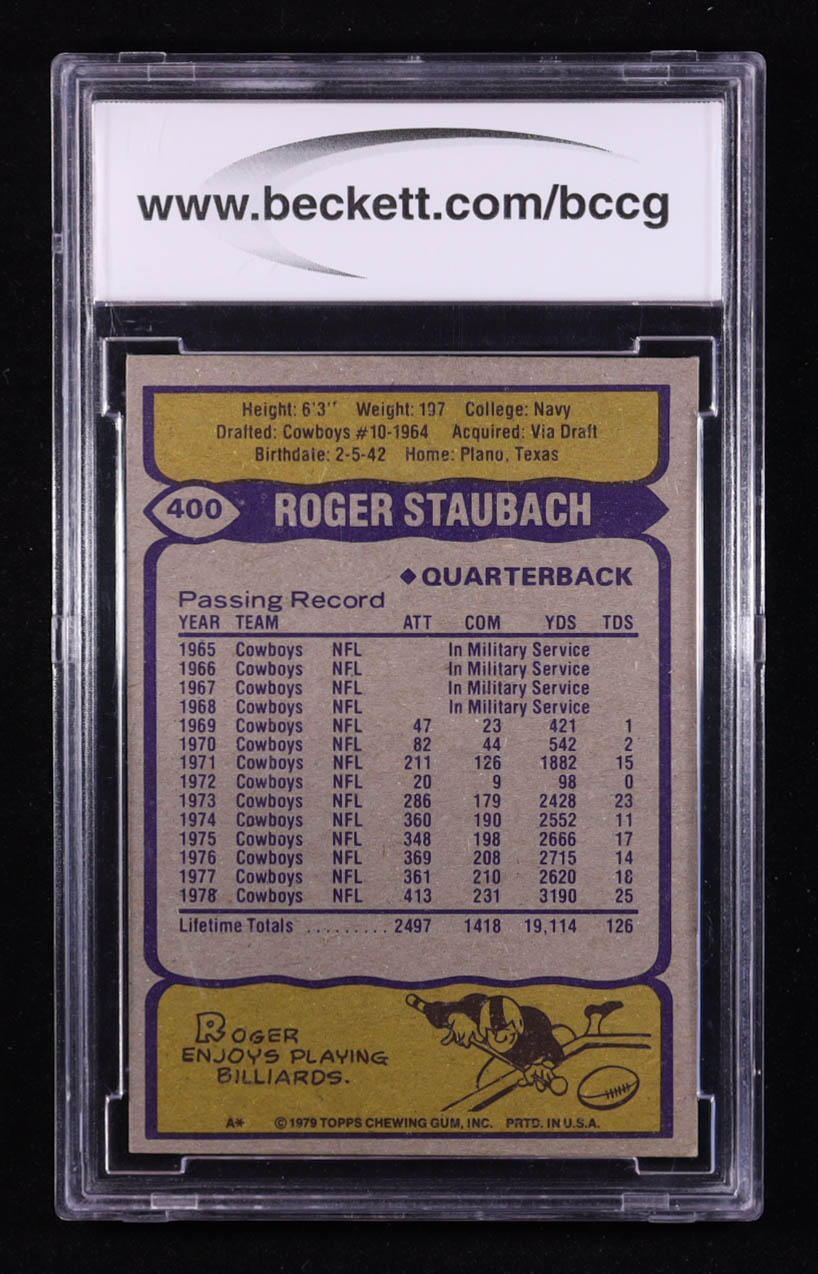 www.beckett.com/bccg
Height: 6'3" Weight: 197 College: Navy
Drafted: Cowboys #10-1964 Acquired: Via Draft
Birthdate: 2-5-42 Home: Plano, Texas
400 ROGER STAUBACH
◆ QUARTERBACK
Passing Record
YEAR TEAM ATT COM YDS TDS
1965 Cowboys NFL In Military Service
1966 Cowboys NFL In Military Service
1967 Cowboys NFL In Military Service
1968 Cowboys NFL In Military Service
1969 Cowboys NFL 47 23 421 1
1970 Cowboys NFL 82 44 542 2
1971 Cowboys NFL 211 126 1882 15
1972 Cowboys NFL 20 9 98 0
1973 Cowboys NFL 286 179 2428 23
1974 Cowboys NFL 360 190 2552 11
1975 Cowboys NFL 348 198 2666 17
1976 Cowboys NFL 369 208 2715 14
1977 Cowboys NFL 361 210 2620 18
1978 Cowboys NFL 413 231 3190 25
Lifetime Totals ......... 2497 1418 19,114 126
ROGER
ENJOYS PLAYING
BILLIARDS.
A* © 1979 TOPPS CHEWING GUM, INC. PRTD. IN U.S.A.